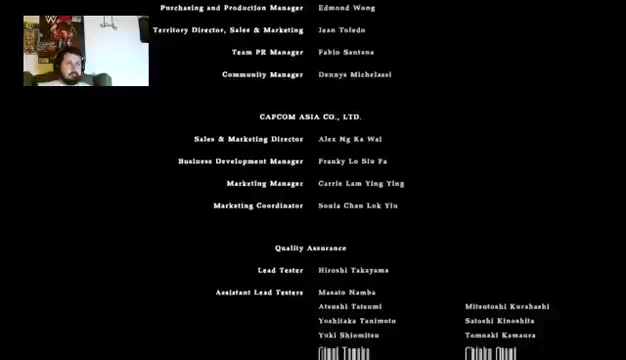 Purchasing and Production Manager Edmond Wong
Territory Director, Sales & Marketing Jean Toledo
Team PR Manager Fabio Santana
Community Manager Dennys Michelassi
CAPCOM ASIA CO., LTD.
Sales & Marketing Director Alex Ng Ka Wai
Business Development Manager Franky Lo Siu Fa
Marketing Manager Carrie Lam Ying Ying
Marketing Coordinator Sonia Chan Lok Yiu
Quality Assurance
Lead Tester Hiroshi Takayama
Assistant Lead Testers Masato Namba
Atsushi Tatsumi Mitsutoshi Kurahashi
Yoshitaka Tanimoto Satoshi Kinoshita
Yuki Shiomitsu Tomoaki Kamaura